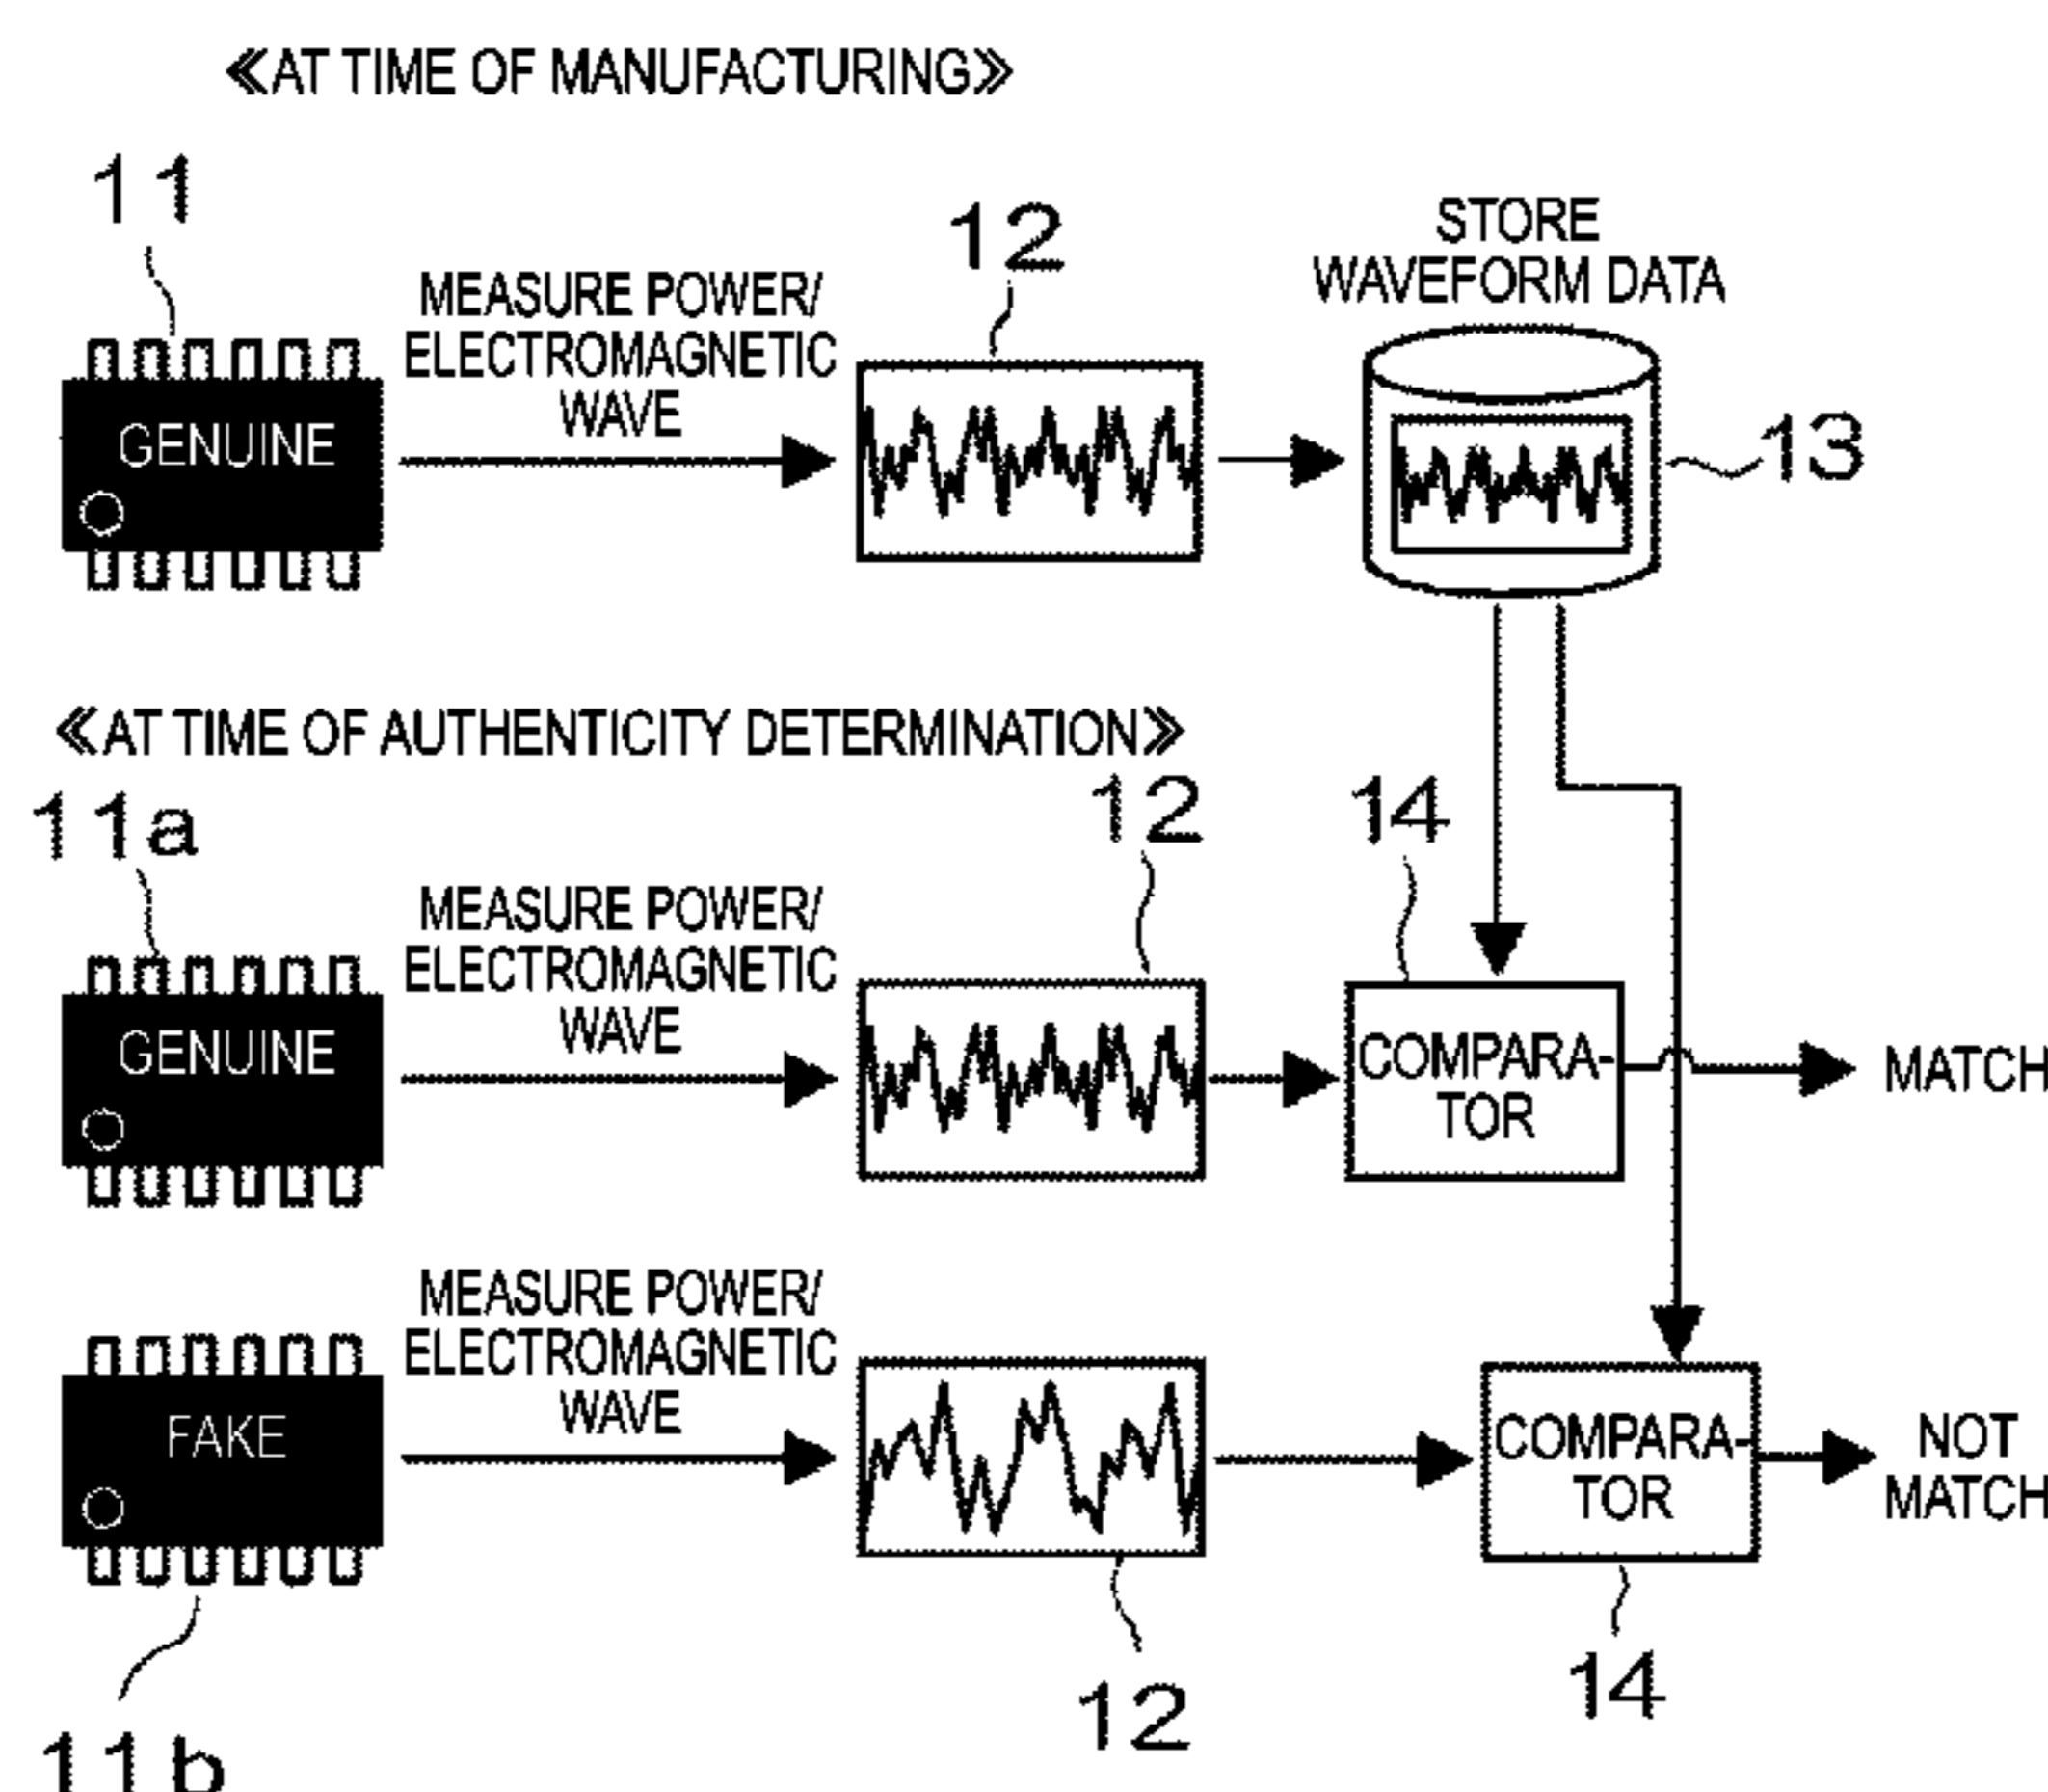 ≪AT TIME OF MANUFACTURING≫
11
12
STORE
WAVEFORM DATA
MEASURE POWER/
ELECTROMAGNETIC
WAVE
GENUINE
13
≪AT TIME OF AUTHENTICITY DETERMINATION≫
11a
12
14
MEASURE POWER/
ELECTROMAGNETIC
WAVE
GENUINE
COMPARA-
TOR
MATCH
MEASURE POWER/
ELECTROMAGNETIC
WAVE
FAKE
COMPARA-
TOR
NOT
MATCH
11b
12
14